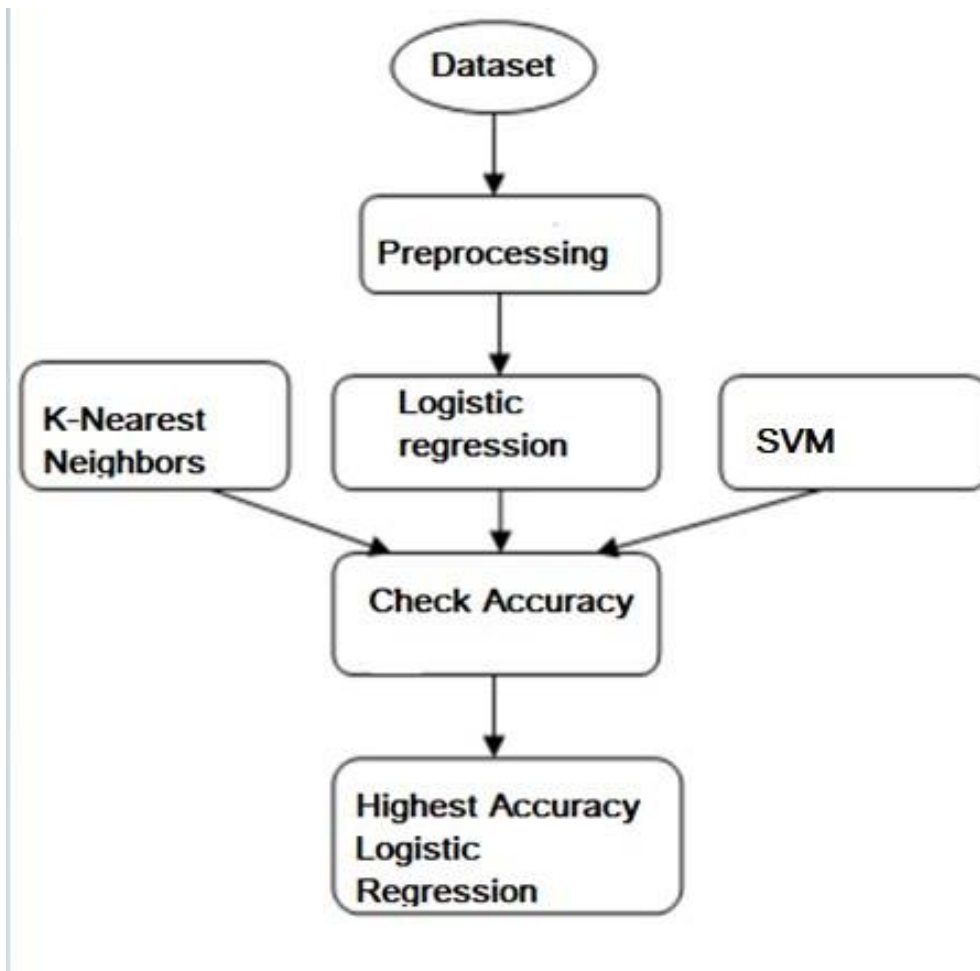 Dataset
Preprocessing
K-Nearest
Neighbors
Logistic
regression
SVM
Check Accuracy
Highest Accuracy
Logistic
Regression